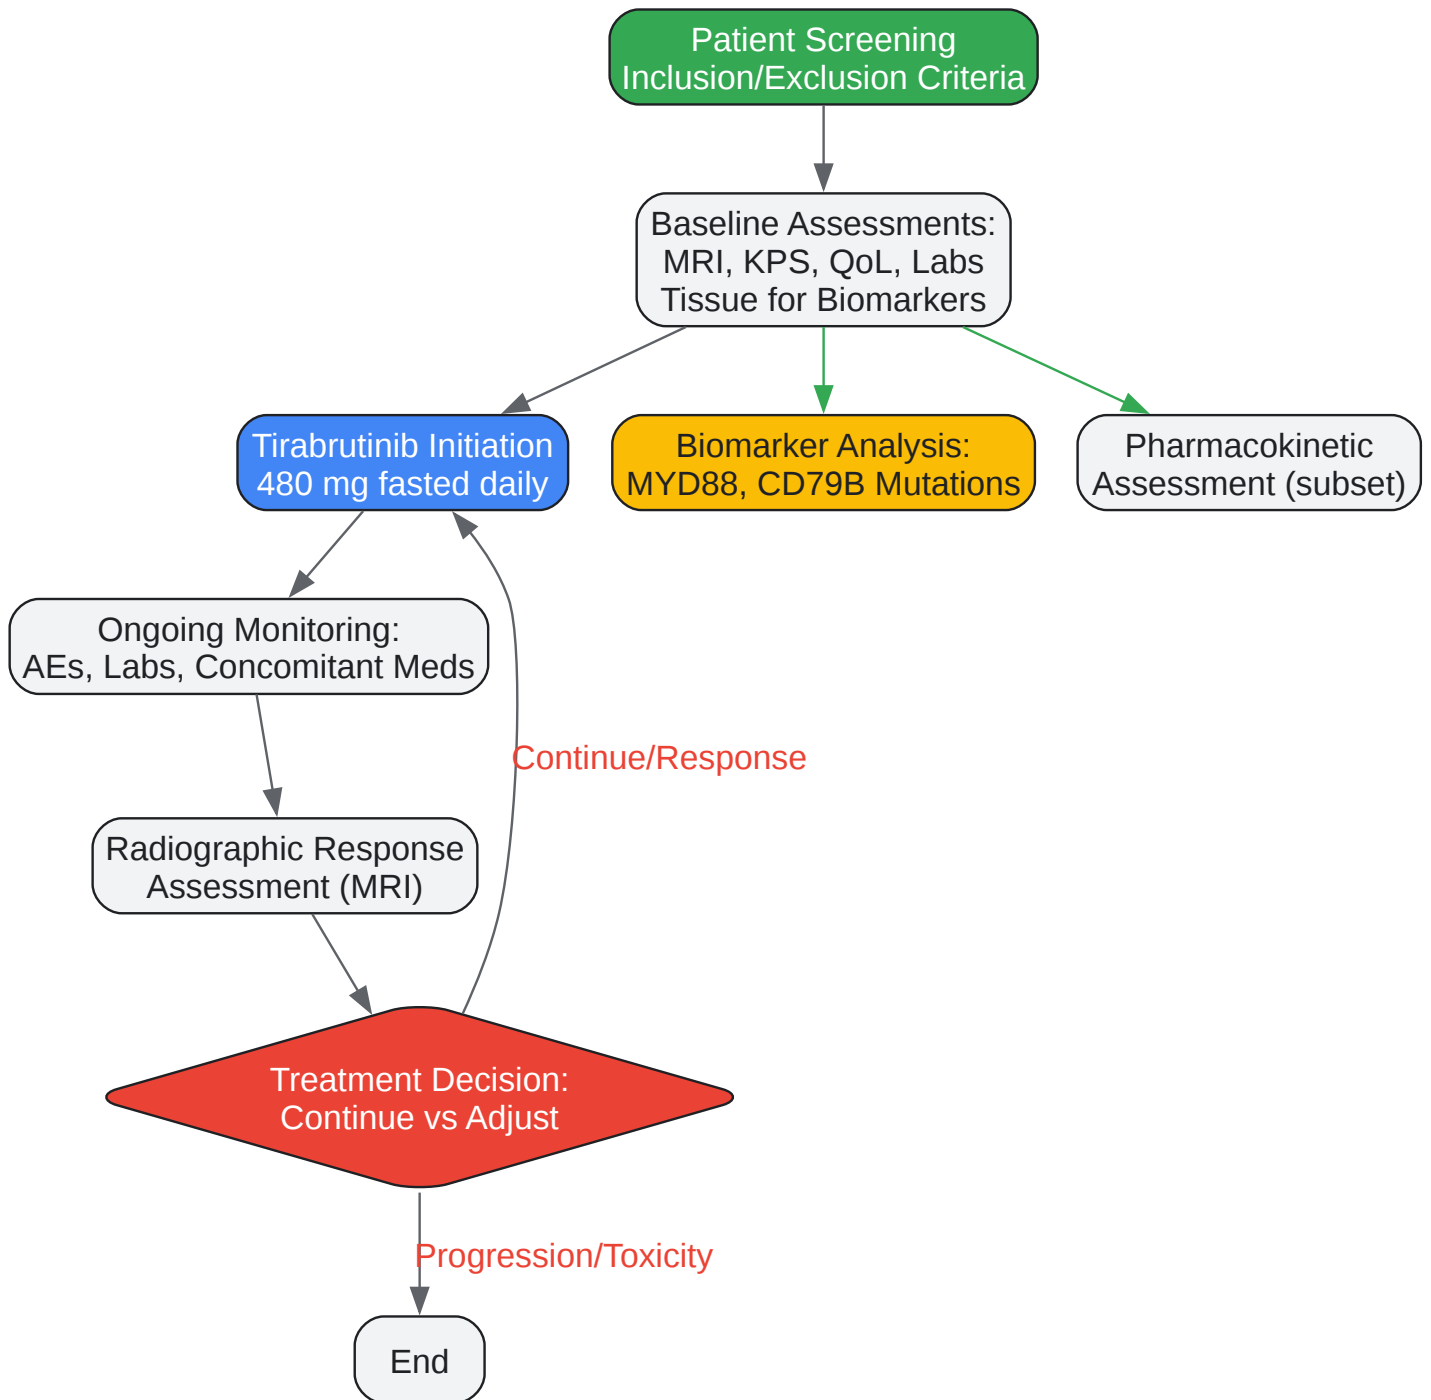 Patient Screening
Inclusion/Exclusion Criteria
Baseline Assessments:
MRI, KPS, QoL, Labs
Tissue for Biomarkers
Tirabrutinib Initiation
480 mg fasted daily
Biomarker Analysis:
MYD88, CD79B Mutations
Pharmacokinetic
Assessment (subset)
Ongoing Monitoring:
AEs, Labs, Concomitant Meds
Continue/Response
Radiographic Response
Assessment (MRI)
Treatment Decision:
Continue vs Adjust
Progression/Toxicity
End